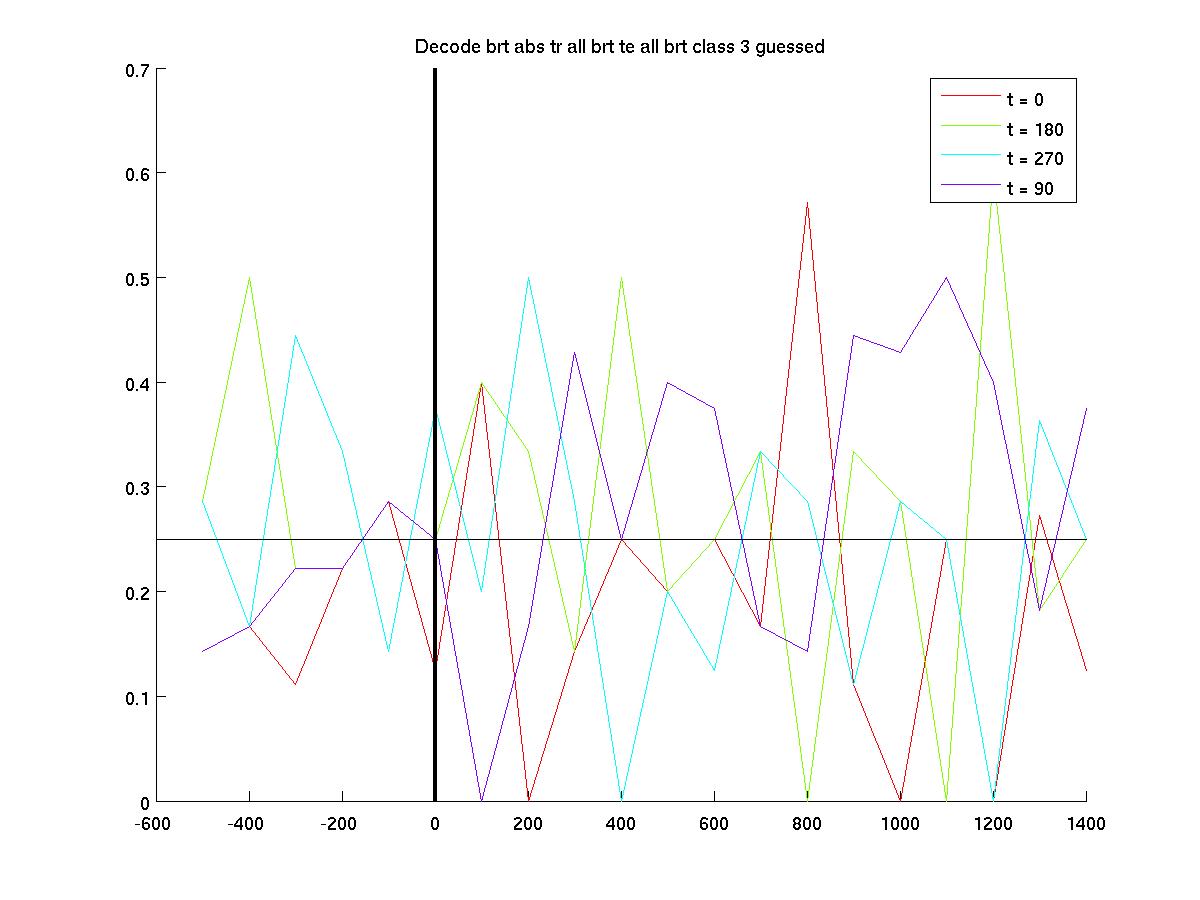 Decode brt abs tr all brt te all brt class 3 guessed
t = 0
t = 180
t = 270
t = 90
0.7
0.6
0.5
0.4
0.3
0.2
0.1
0
-600 -400 -200 0 200 400 600 800 1000 1200 1400